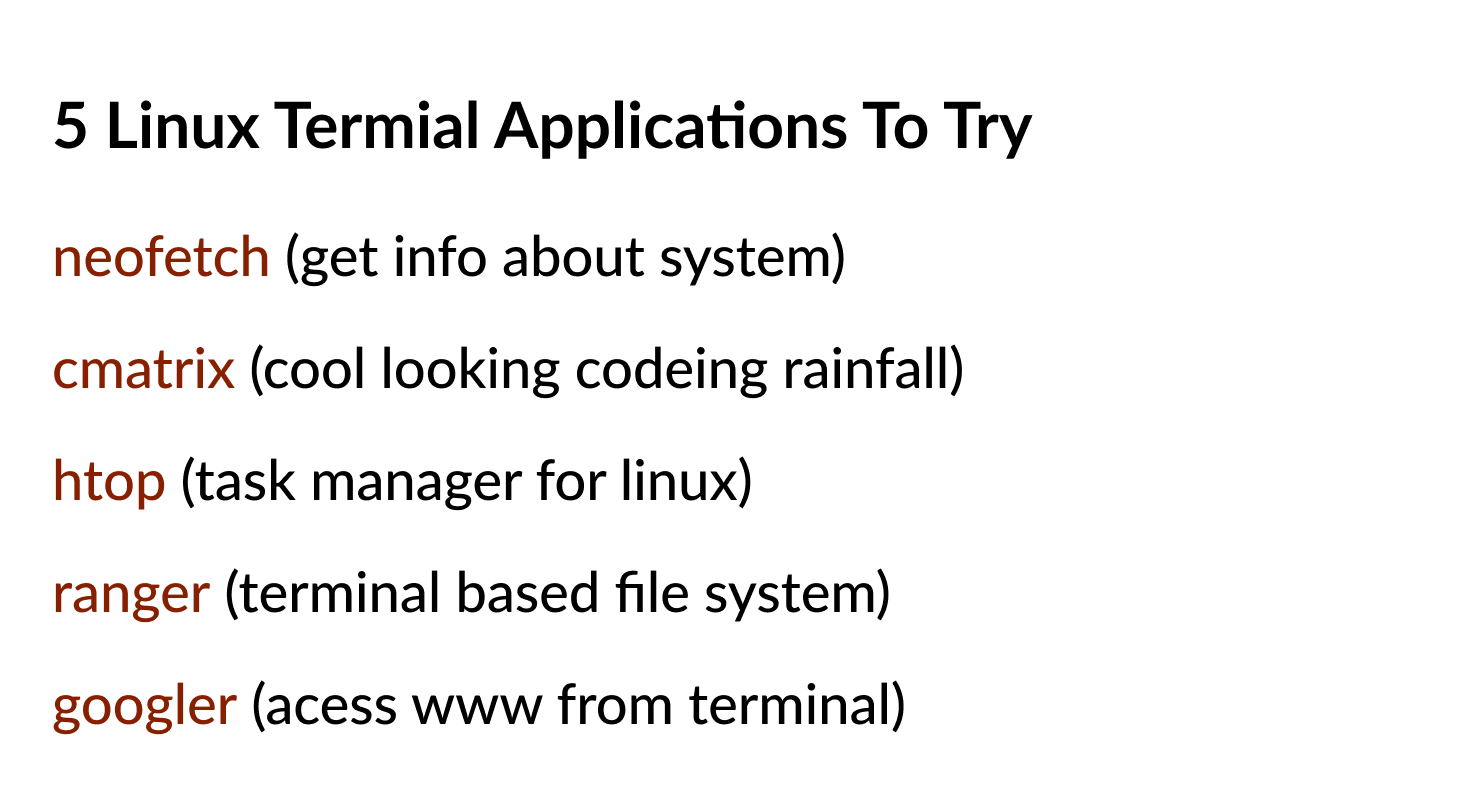 5 Linux Termial Applications To Try
neofetch (get info about system)
cmatrix (cool looking codeing rainfall)
htop (task manager for linux)
ranger (terminal based file system)
googler (acess www from terminal)